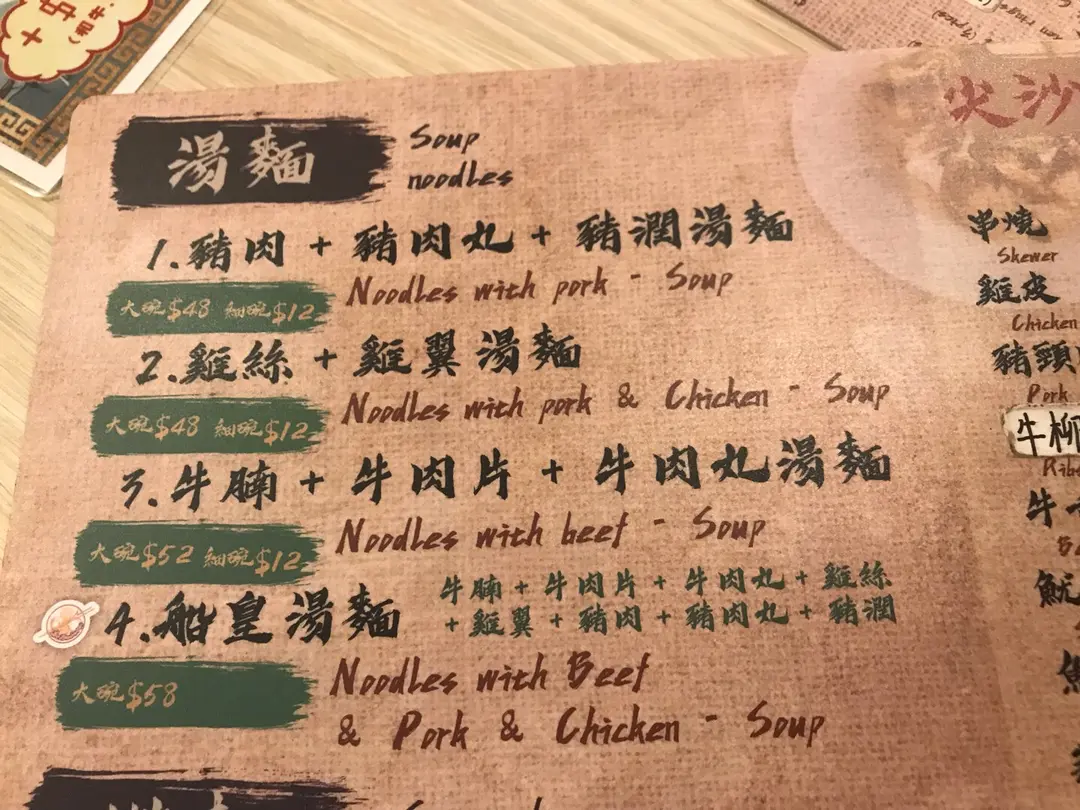 湯麵
Soup
noodles
1.豬肉 + 豬肉丸 + 豬潤湯麵
大碗$48 細碗$12
Noodles with pork - Soup
2.雞絲 + 雞翼湯麵
大碗$48 細碗$12
Noodles with pork & Chicken - Soup
3.牛腩 + 牛肉片 + 牛肉丸湯麵
大碗$52 細碗$12
Noodles with beef - Soup
4.船皇湯麵
牛腩 + 牛肉片 + 牛肉丸 + 雞絲
+ 雞翼 + 豬肉 + 豬肉丸 + 豬潤
大碗$58
Noodles with Beef
& Pork & Chicken - Soup
尖沙
串燒
Skewer
雞皮
Chicken
豬頸
Pork
牛柳
牛